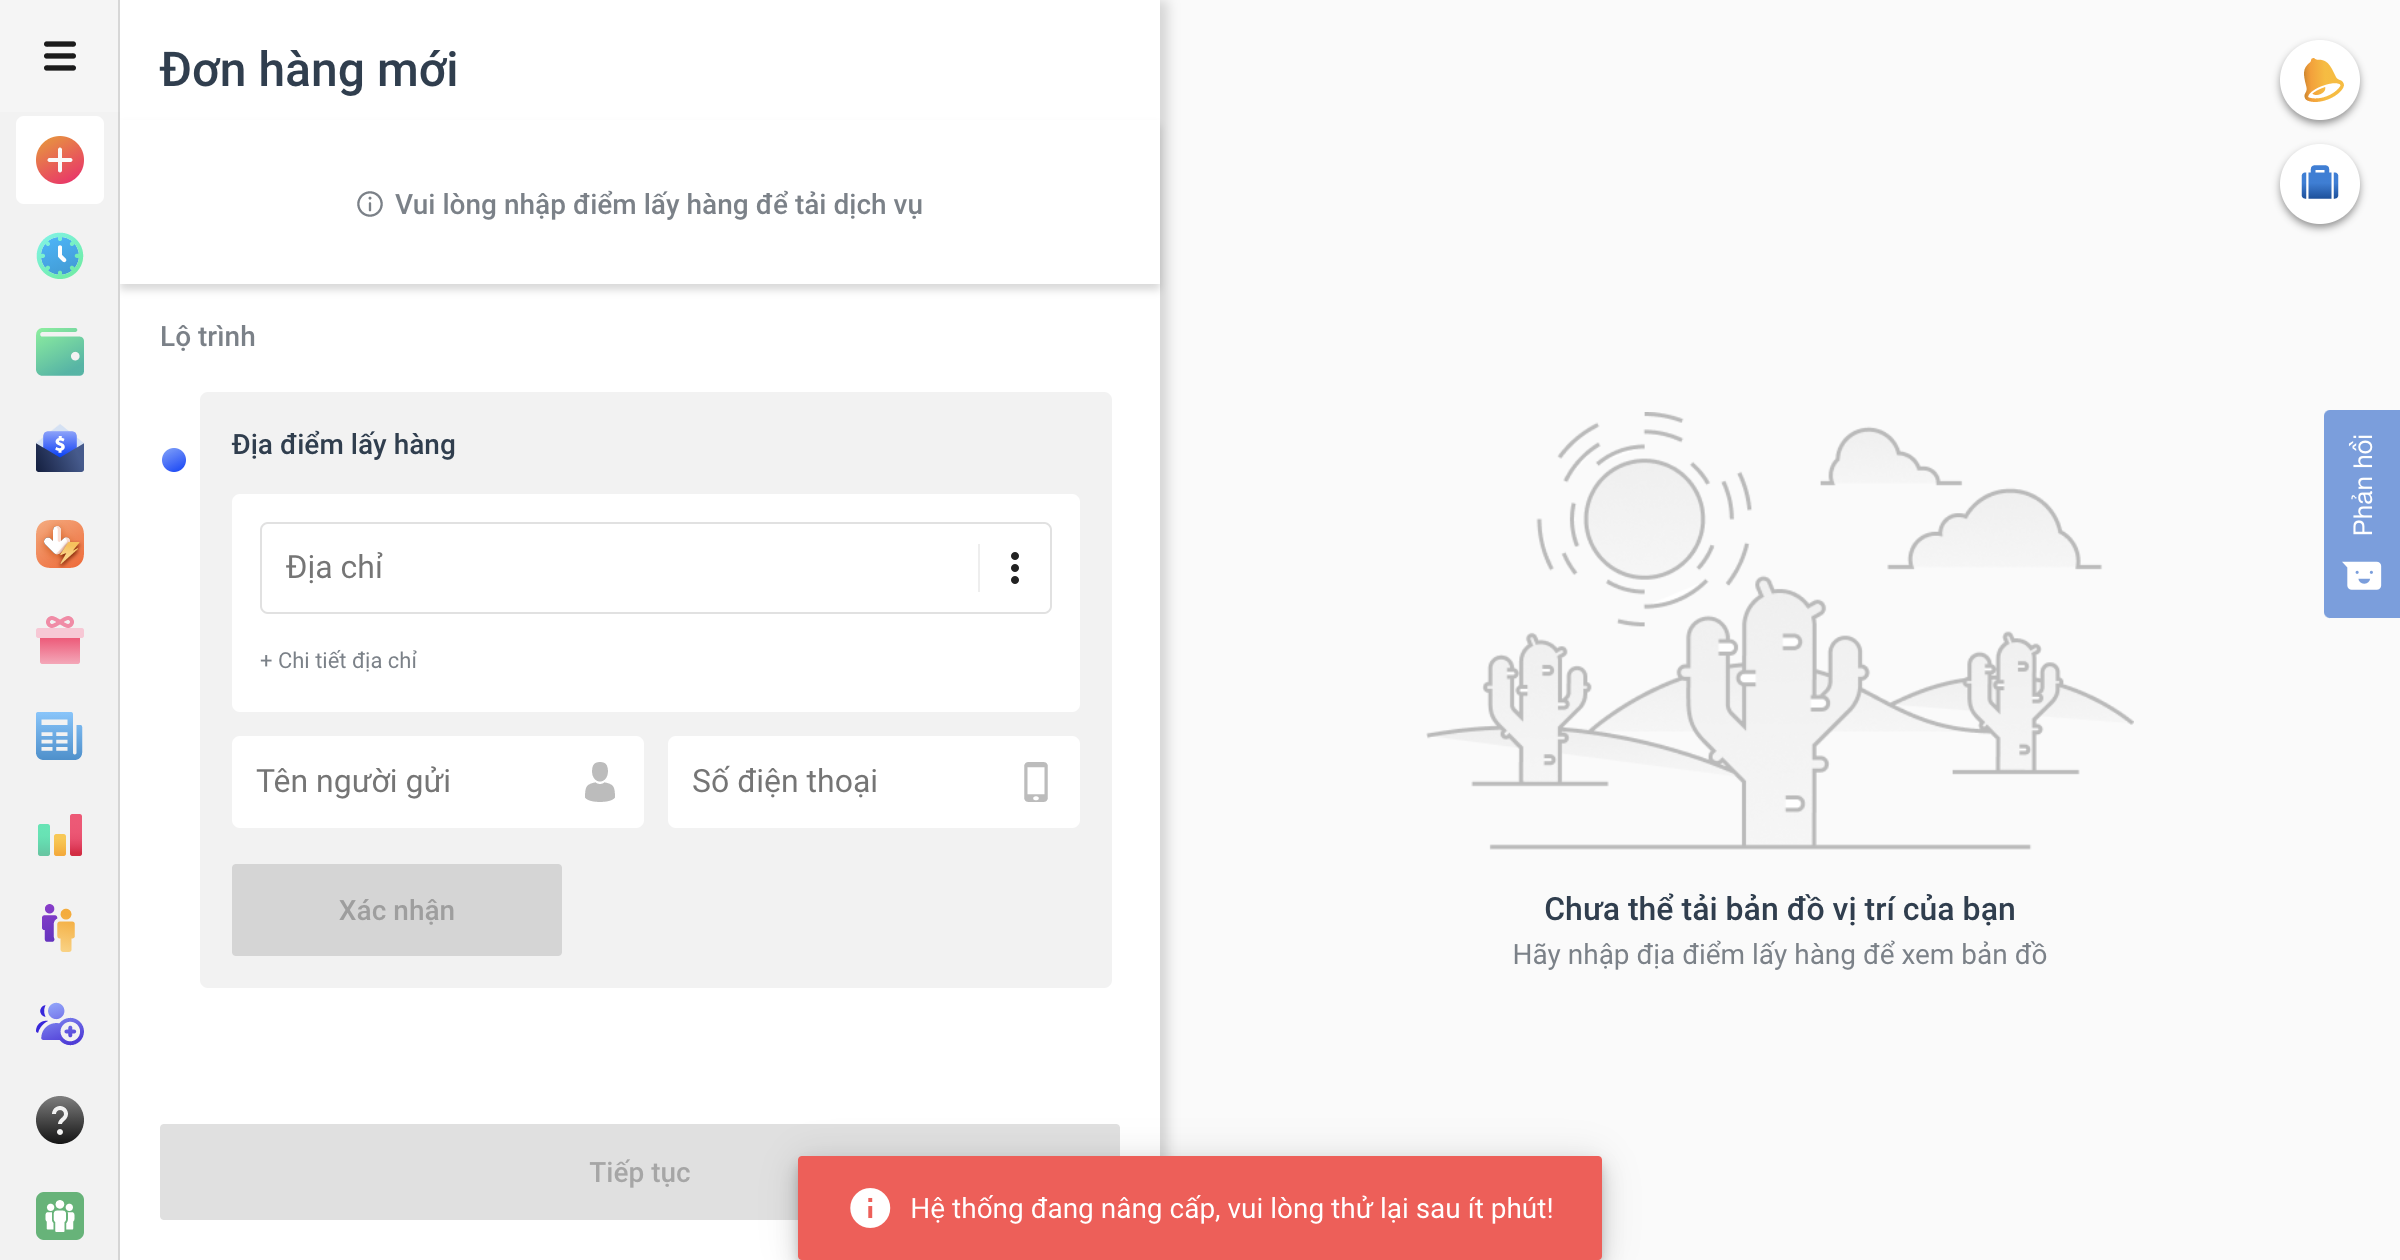 Đơn hàng mới
Vui lòng nhập điểm lấy hàng để tải dịch vụ
Lộ trình
Địa điểm lấy hàng
Địa chỉ
+ Chi tiết địa chỉ
Tên người gửi
Số điện thoại
Xác nhận
Tiếp tục
Chưa thể tải bản đồ vị trí của bạn
Hãy nhập địa điểm lấy hàng để xem bản đồ
Phản hồi
Hệ thống đang nâng cấp, vui lòng thử lại sau ít phút!